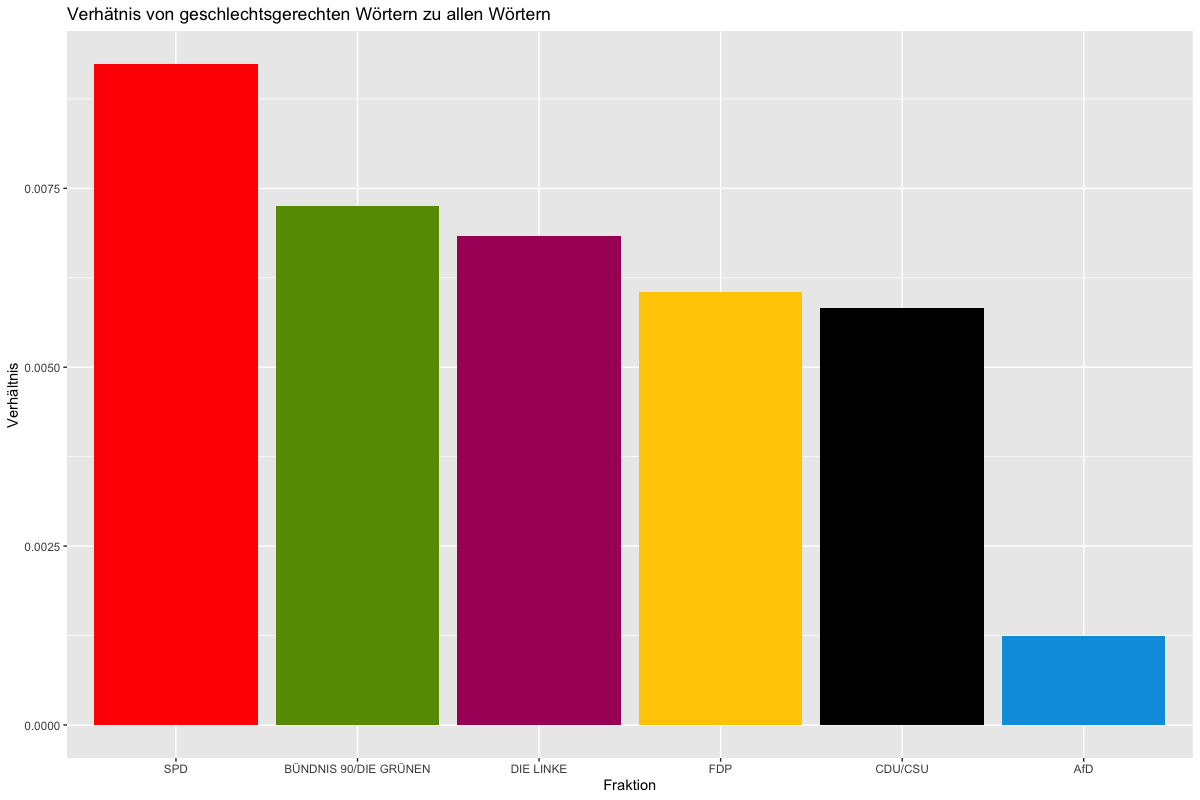 Verhätnis von geschlechtsgerechten Wörtern zu allen Wörtern
Verhältnis
0.0075
0.0050
0.0025
0.0000
SPD
BÜNDNIS 90/DIE GRÜNEN
DIE LINKE
FDP
CDU/CSU
AfD
Fraktion